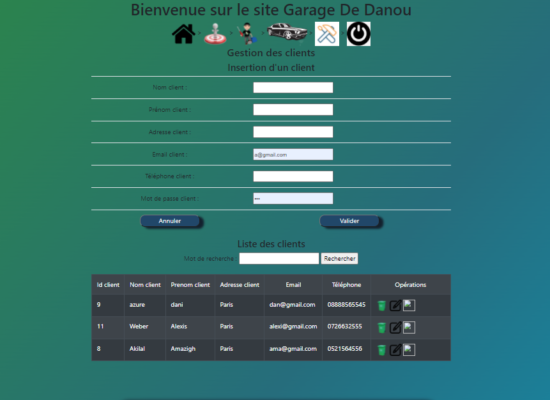 Bienvenue sur le site Garage De Danou
Gestion des clients
Insertion d'un client
Nom client :
Prénom client :
Adresse client :
Email client : a@gmail.com
Téléphone client :
Mot de passe client : •••
Annuler Valider
Liste des clients
Mot de recherche : Rechercher
Id client Nom client Prenom client Adresse client Email Téléphone Opérations
9 azure dani Paris dan@gmail.com 08888565545
11 Weber Alexis Paris alexi@gmail.com 0726632555
8 Akilal Amazigh Paris ama@gmail.com 0521564556